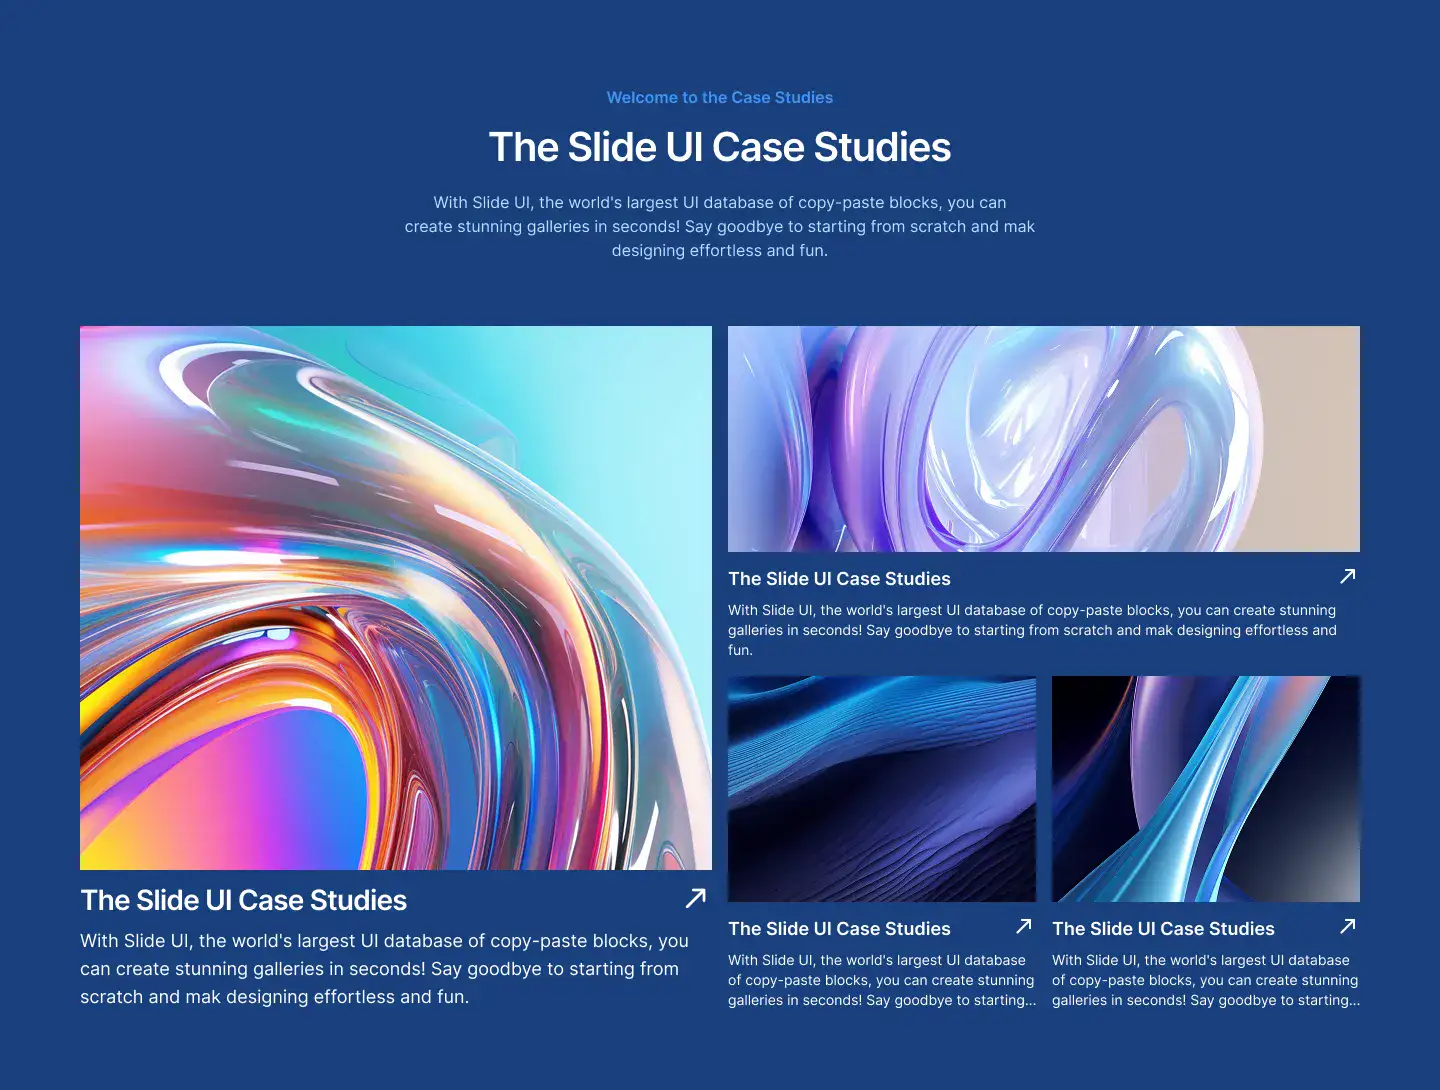 Welcome to the Case Studies
The Slide UI Case Studies
With Slide UI, the world's largest UI database of copy-paste blocks, you can
create stunning galleries in seconds! Say goodbye to starting from scratch and mak
designing effortless and fun.
The Slide UI Case Studies
With Slide UI, the world's largest UI database of copy-paste blocks, you
can create stunning galleries in seconds! Say goodbye to starting from
scratch and mak designing effortless and fun.
The Slide UI Case Studies
With Slide UI, the world's largest UI database of copy-paste blocks, you can create stunning
galleries in seconds! Say goodbye to starting from scratch and mak designing effortless and
fun.
The Slide UI Case Studies
With Slide UI, the world's largest UI database
of copy-paste blocks, you can create stunning
galleries in seconds! Say goodbye to starting...
The Slide UI Case Studies
With Slide UI, the world's largest UI database
of copy-paste blocks, you can create stunning
galleries in seconds! Say goodbye to starting...